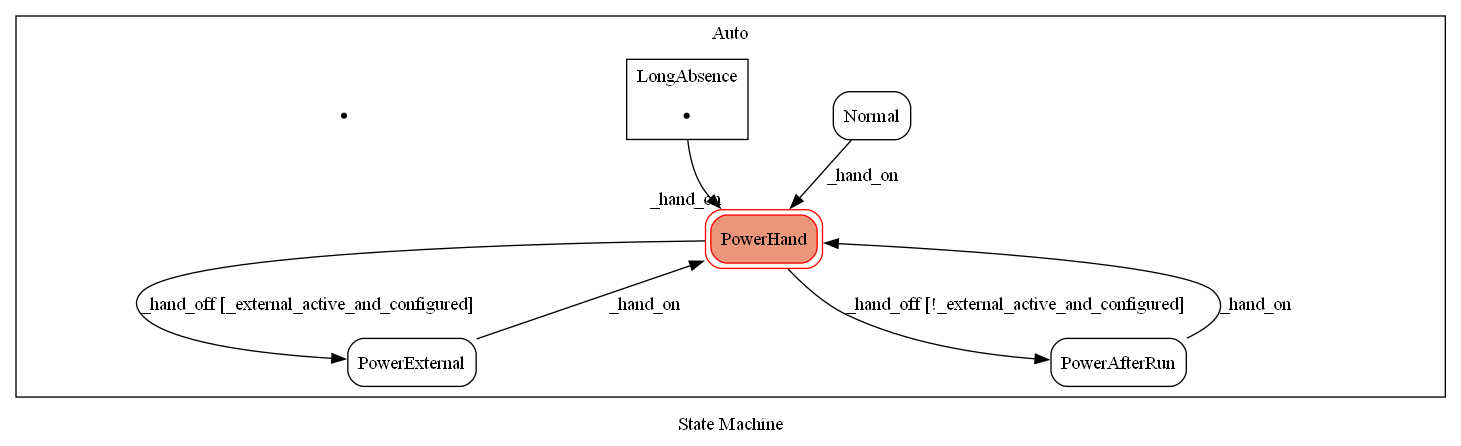 Auto
LongAbsence
Normal
_hand_on
_hand_on
PowerHand
_hand_off [_external_active_and_configured]
_hand_on
_hand_off [!_external_active_and_configured]
_hand_on
PowerExternal
PowerAfterRun
State Machine